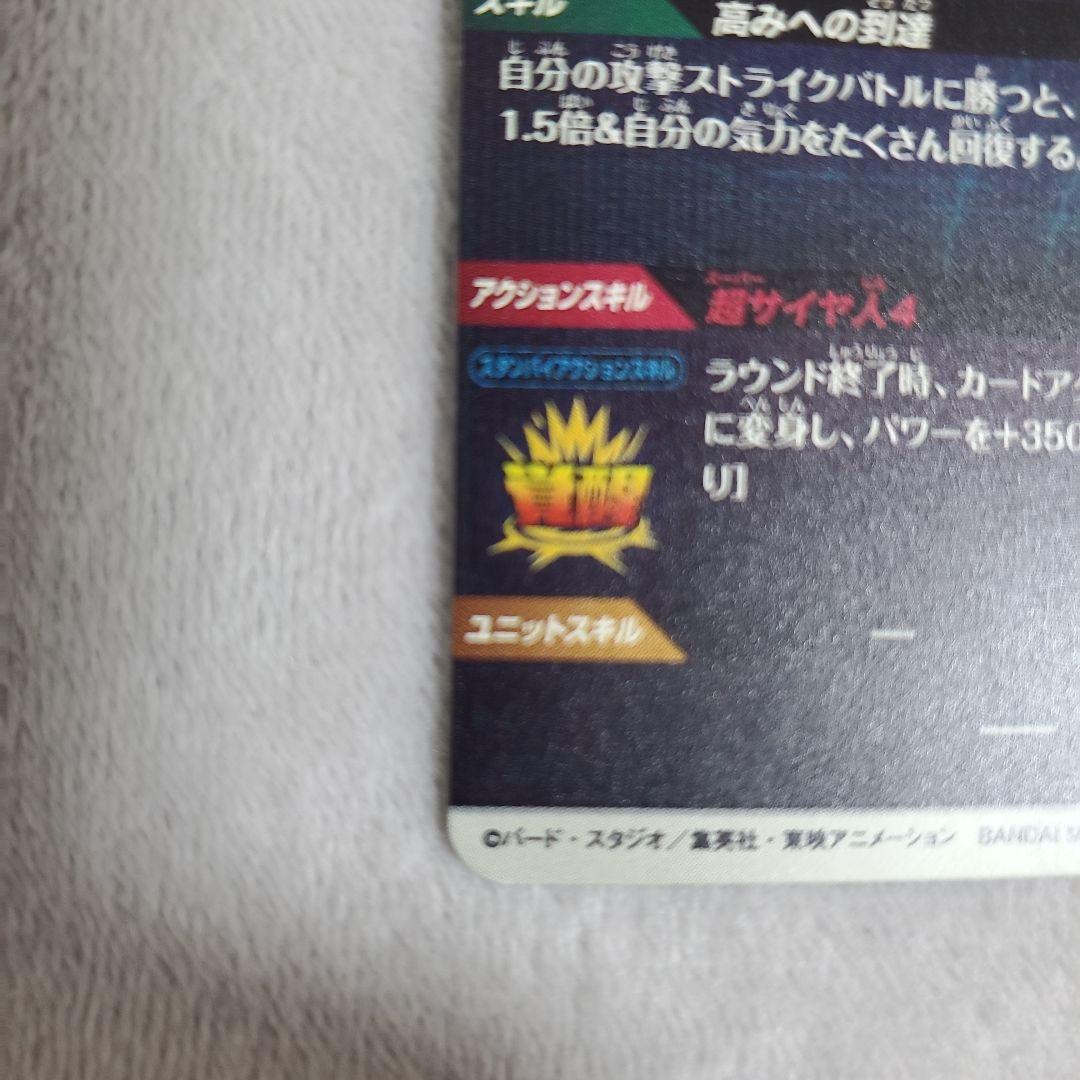 スキル 高みへの到達
自分の攻撃ストライクバトルに勝つと、
1.5倍&自分の気力をたくさん回復する。
アクションスキル 超サイヤ人4
スタンバイアクションスキル
ラウンド終了時、カードア
に変身し、パワーを+350
り]
覚醒
ユニットスキル ー
©バード・スタジオ／集英社・東映アニメーション BANDAI